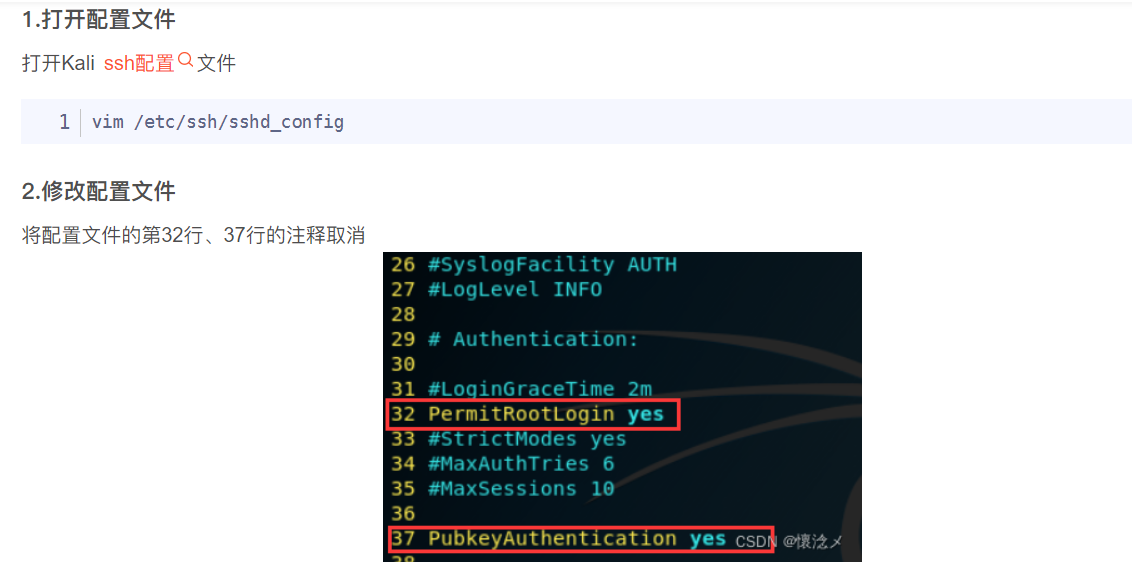 1.打开配置文件
打开Kali ssh配置文件
1 vim /etc/ssh/sshd_config
2.修改配置文件
将配置文件的第32行、37行的注释取消
26 #SyslogFacility AUTH
27 #LogLevel INFO
28
29 # Authentication:
30
31 #LoginGraceTime 2m
32 PermitRootLogin yes
33 #StrictModes yes
34 #MaxAuthTries 6
35 #MaxSessions 10
36
37 PubkeyAuthentication yes
CSDN @懷淰メ
38